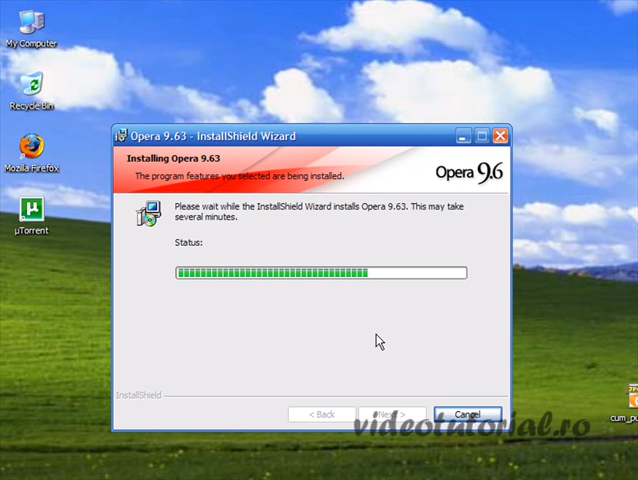 My Computer
Recycle Bin
Mozilla Firefox
µ
µTorrent
Opera 9.63 - InstallShield Wizard
Installing Opera 9.63
The program features you selected are being installed.
Opera 9.6
Please wait while the InstallShield Wizard installs Opera 9.63. This may take
several minutes.
Status:
InstallShield
< Back
Next >
Cancel
videotutorial.ro
cum_pu